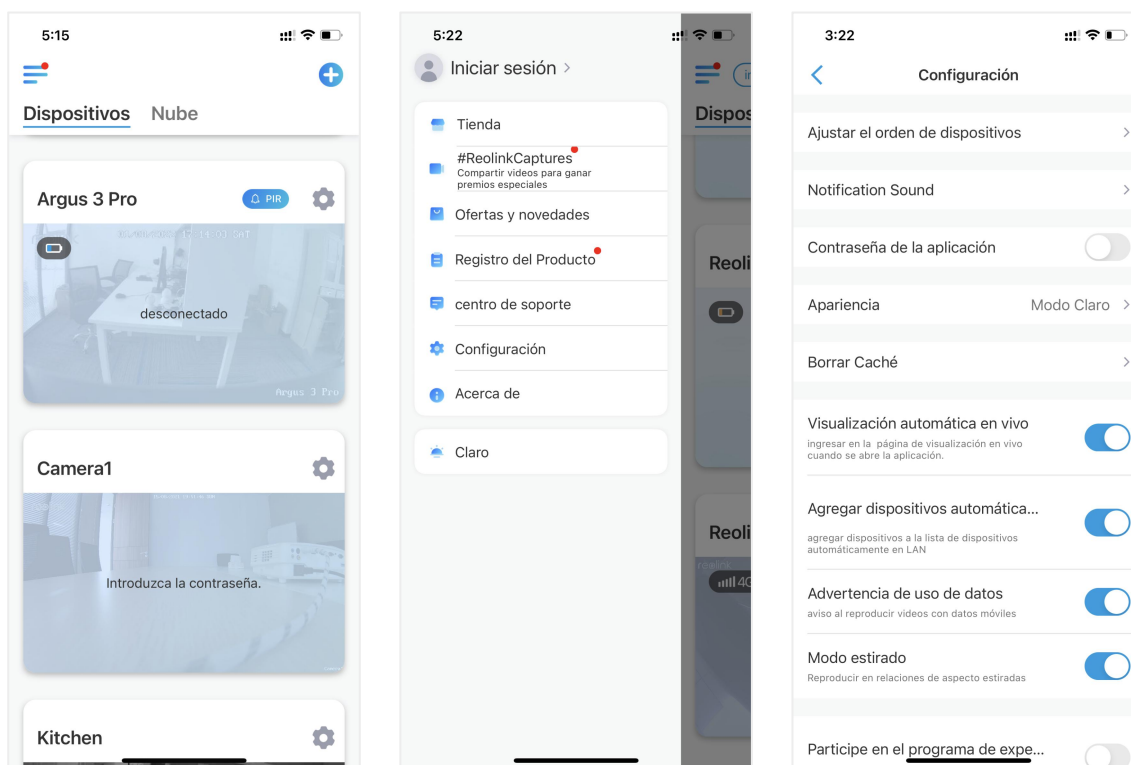 5:15
Dispositivos Nube
Argus 3 Pro
PIR
desconectado
Argus 3 Pro
Camera1
Introduzca la contraseña.
Kitchen
5:22
Iniciar sesión
Tienda
#ReolinkCaptures
Compartir videos para ganar
premios especiales
Ofertas y novedades
Registro del Producto
centro de soporte
Configuración
Acerca de
Claro
Dispos
Reoli
Reoli
reolink
4G
3:22
Configuración
Ajustar el orden de dispositivos
Notification Sound
Contraseña de la aplicación
Apariencia Modo Claro
Borrar Caché
Visualización automática en vivo
ingresar en la página de visualización en vivo
cuando se abre la aplicación.
Agregar dispositivos automática...
agregar dispositivos a la lista de dispositivos
automáticamente en LAN
Advertencia de uso de datos
aviso al reproducir videos con datos móviles
Modo estirado
Reproducir en relaciones de aspecto estiradas
Participe en el programa de expe...